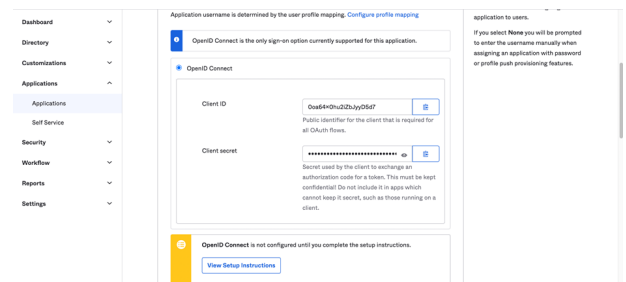 Dashboard
Directory
Customizations
Applications
Applications
Self Service
Security
Workflow
Reports
Settings
Application username is determined by the user profile mapping. Configure profile mapping
OpenID Connect is the only sign-on option currently supported for this application.
OpenID Connect
Client ID
0oa64x0hu2iZbJyyD5d7
Public identifier for the client that is required for
all OAuth flows.
Client secret
Secret used by the client to exchange an
authorization code for a token. This must be kept
confidential! Do not include it in apps which
cannot keep it secret, such as those running on a
client.
OpenID Connect is not configured until you complete the setup instructions.
View Setup Instructions
application to users.
If you select None you will be prompted
to enter the username manually when
assigning an application with password
or profile push provisioning features.